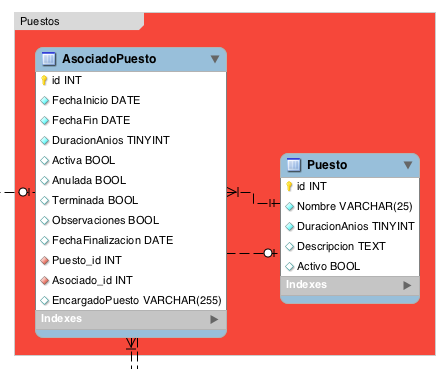 Puestos
AsociadoPuesto
id INT
FechaInicio DATE
FechaFin DATE
DuracionAnios TINYINT
Activa BOOL
Anulada BOOL
Terminada BOOL
Observaciones BOOL
FechaFinalizacion DATE
Puesto_id INT
Asociado_id INT
EncargadoPuesto VARCHAR(255)
Indexes
Puesto
id INT
Nombre VARCHAR(25)
DuracionAnios TINYINT
Descripcion TEXT
Activo BOOL
Indexes